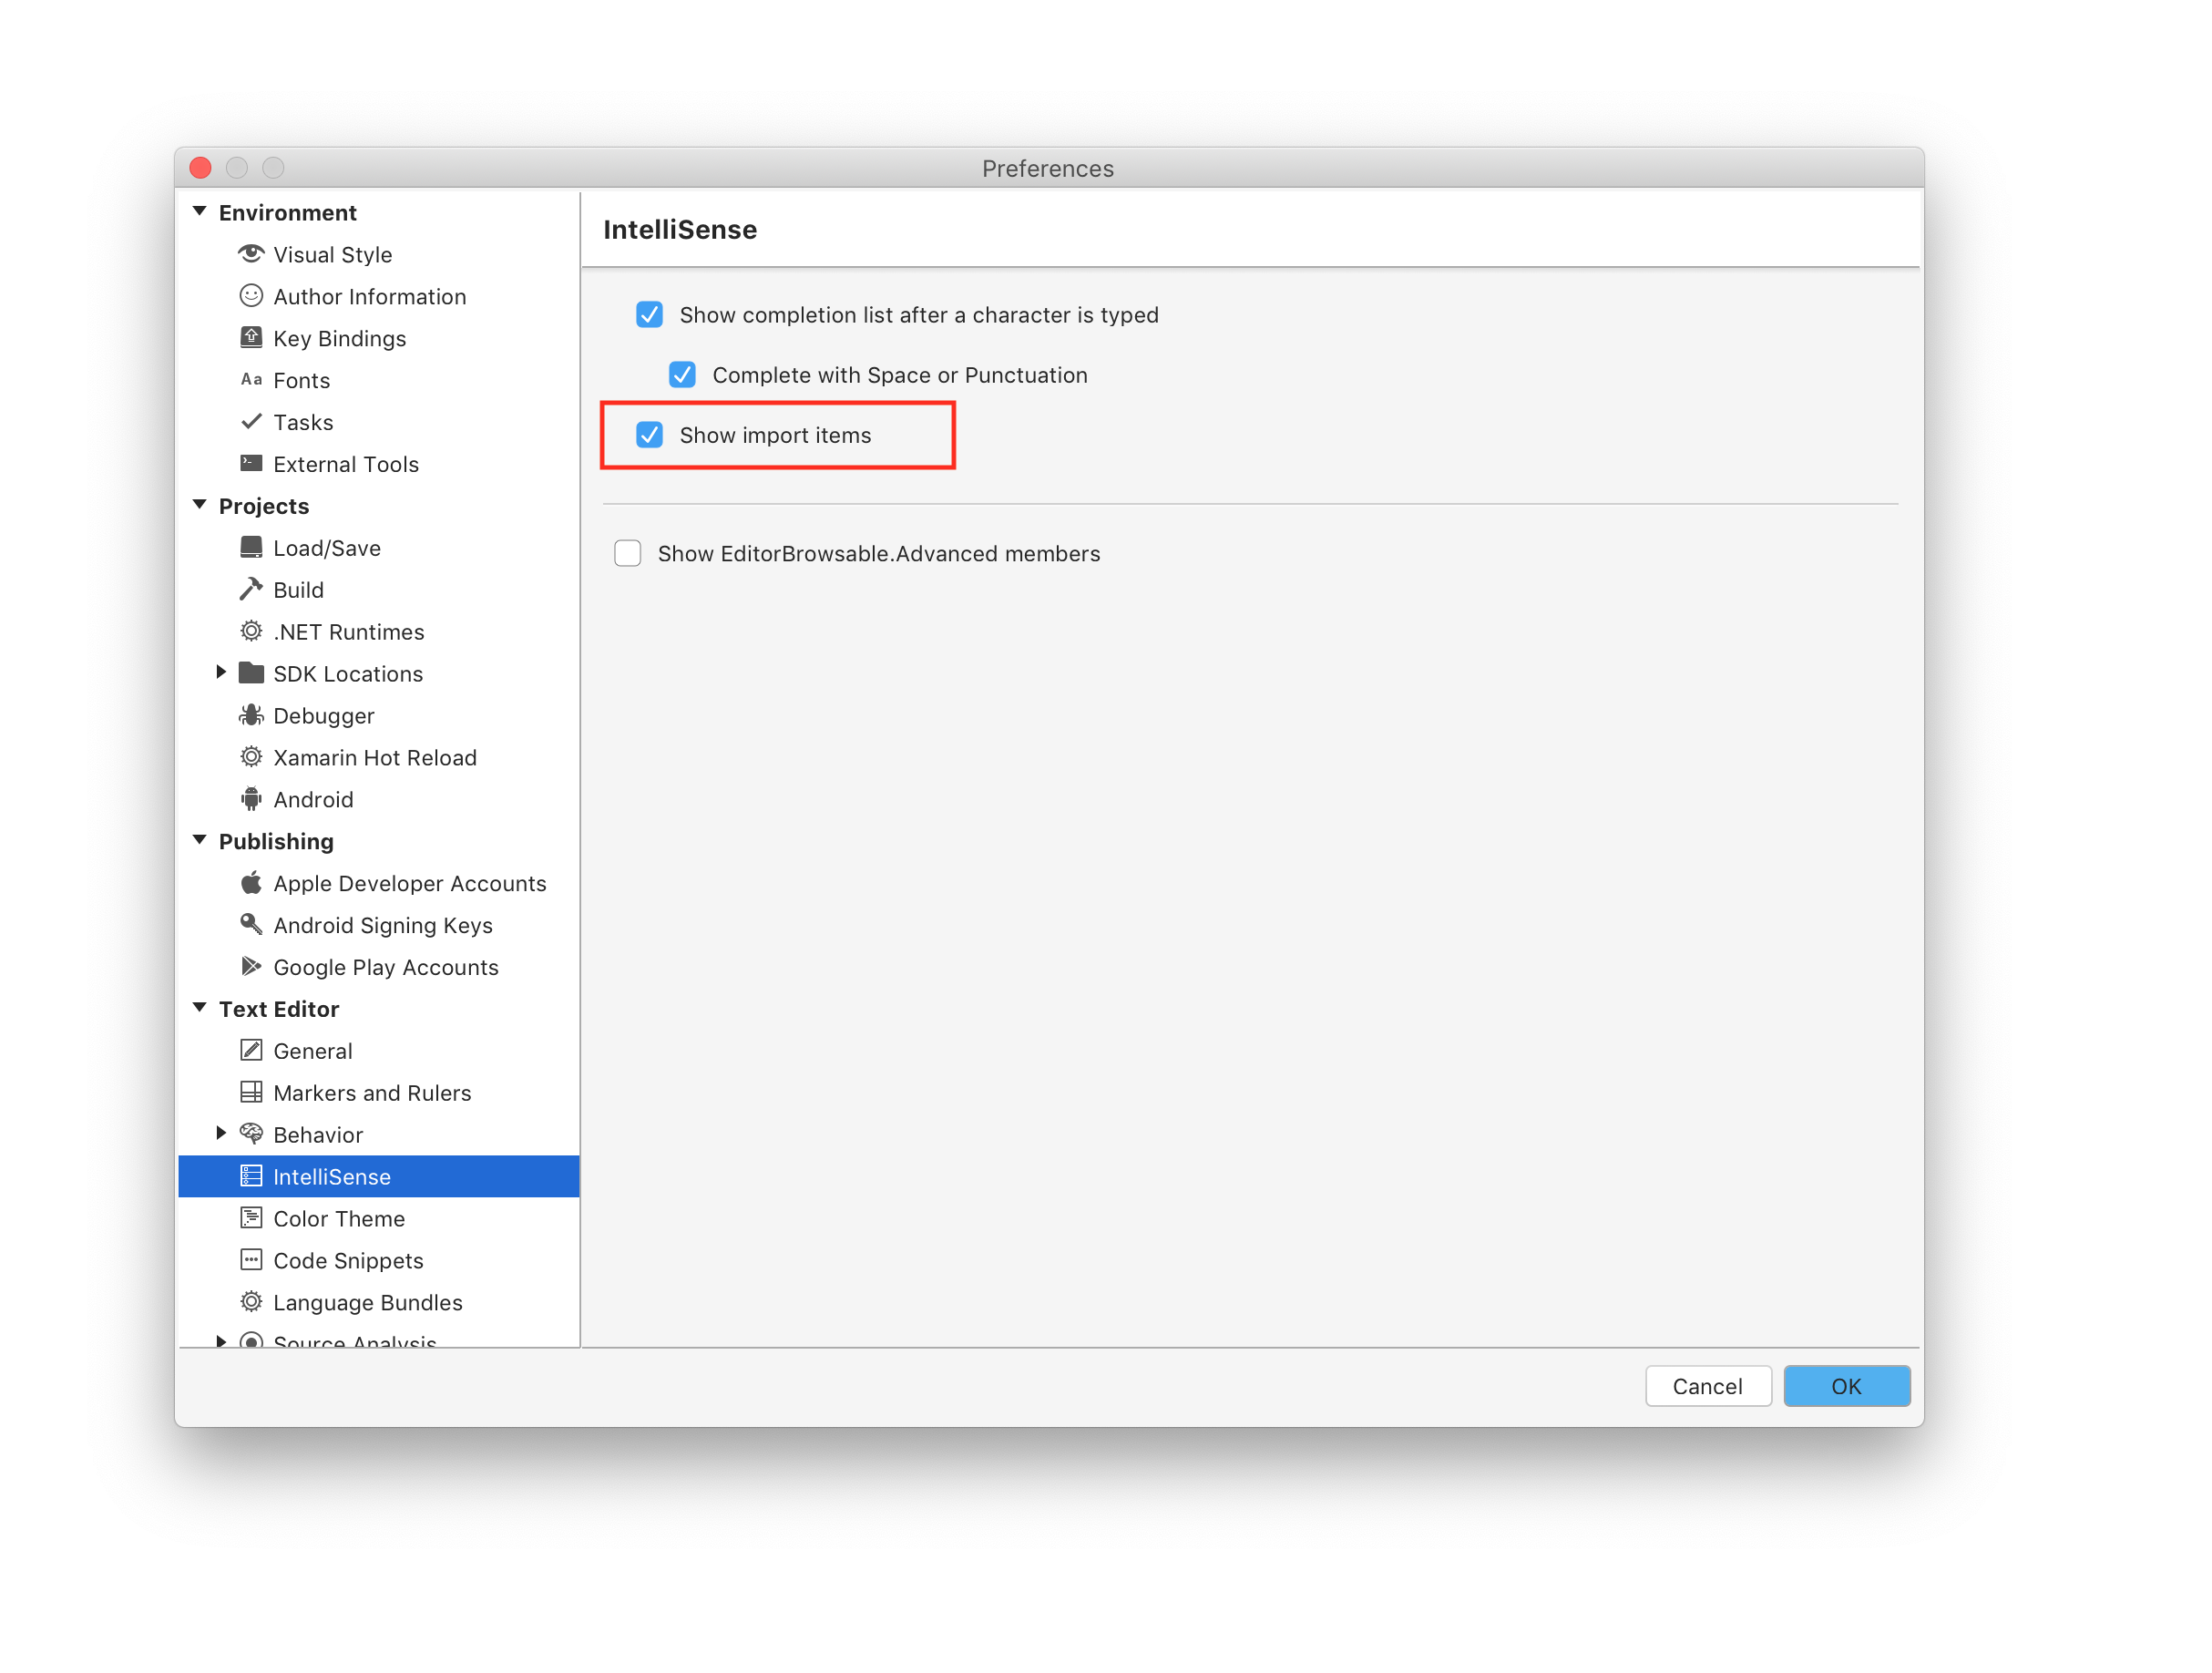 Preferences
Environment
Visual Style
Author Information
Key Bindings
Aa Fonts
Tasks
External Tools
Projects
Load/Save
Build
.NET Runtimes
SDK Locations
Debugger
Xamarin Hot Reload
Android
Publishing
Apple Developer Accounts
Android Signing Keys
Google Play Accounts
Text Editor
General
Markers and Rulers
Behavior
IntelliSense
Color Theme
Code Snippets
Language Bundles
Source Analysis
IntelliSense
Show completion list after a character is typed
Complete with Space or Punctuation
Show import items
Show EditorBrowsable.Advanced members
Cancel
OK